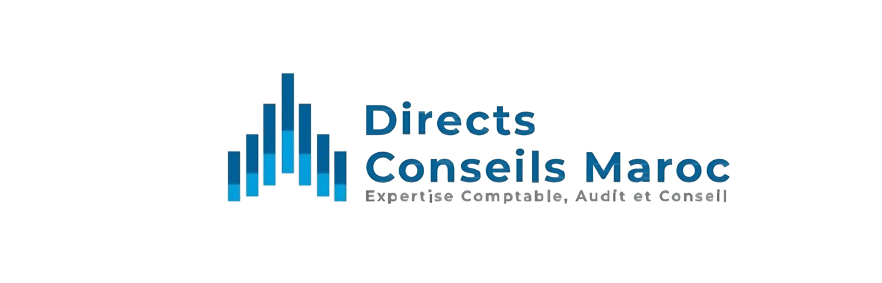 Directs
Conseils Maroc
Expertise Comptable, Audit et Conseil